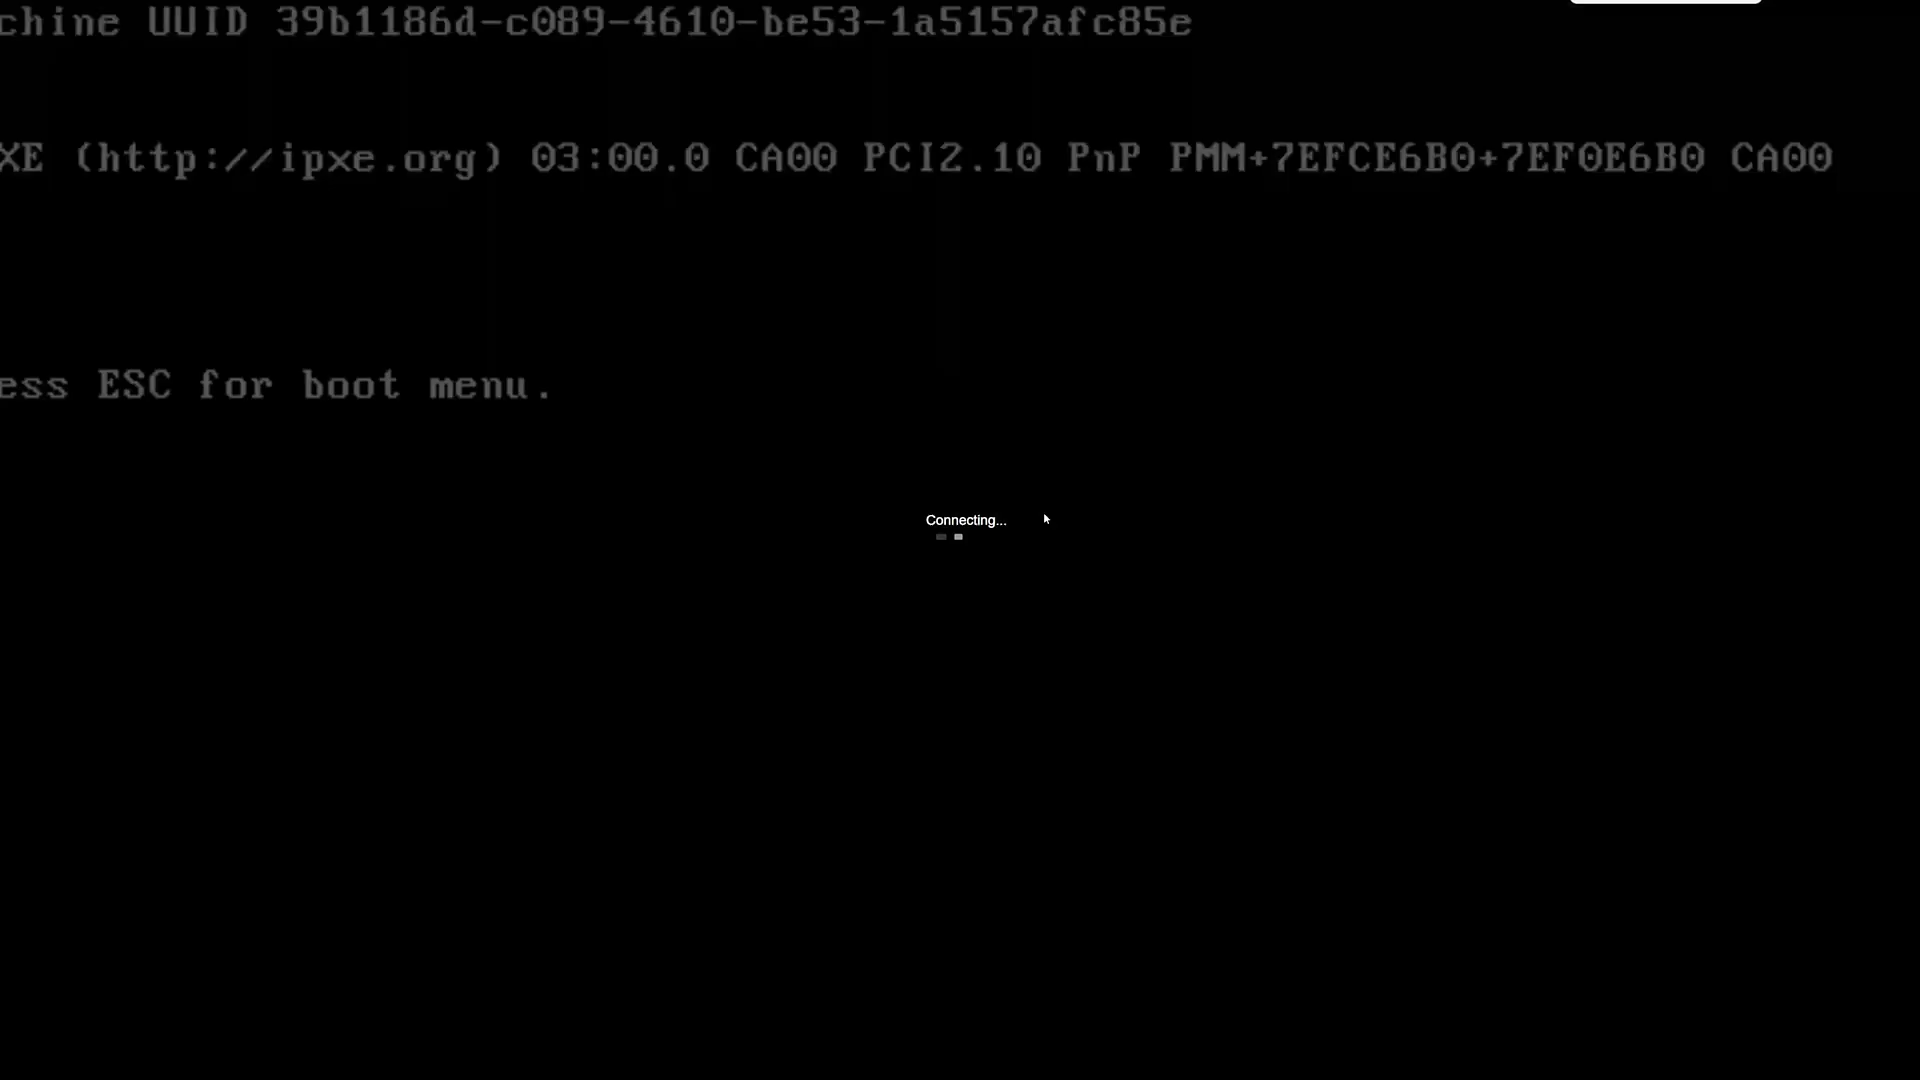 chine UUID 39b1186d-c089-4610-be53-1a5157afc85e
XE (http://ipxe.org) 03:00.0 CA00 PCI2.10 PnP PMM+7EFCE6B0+7EF0E6B0 CA00
ess ESC for boot menu.
Connecting...